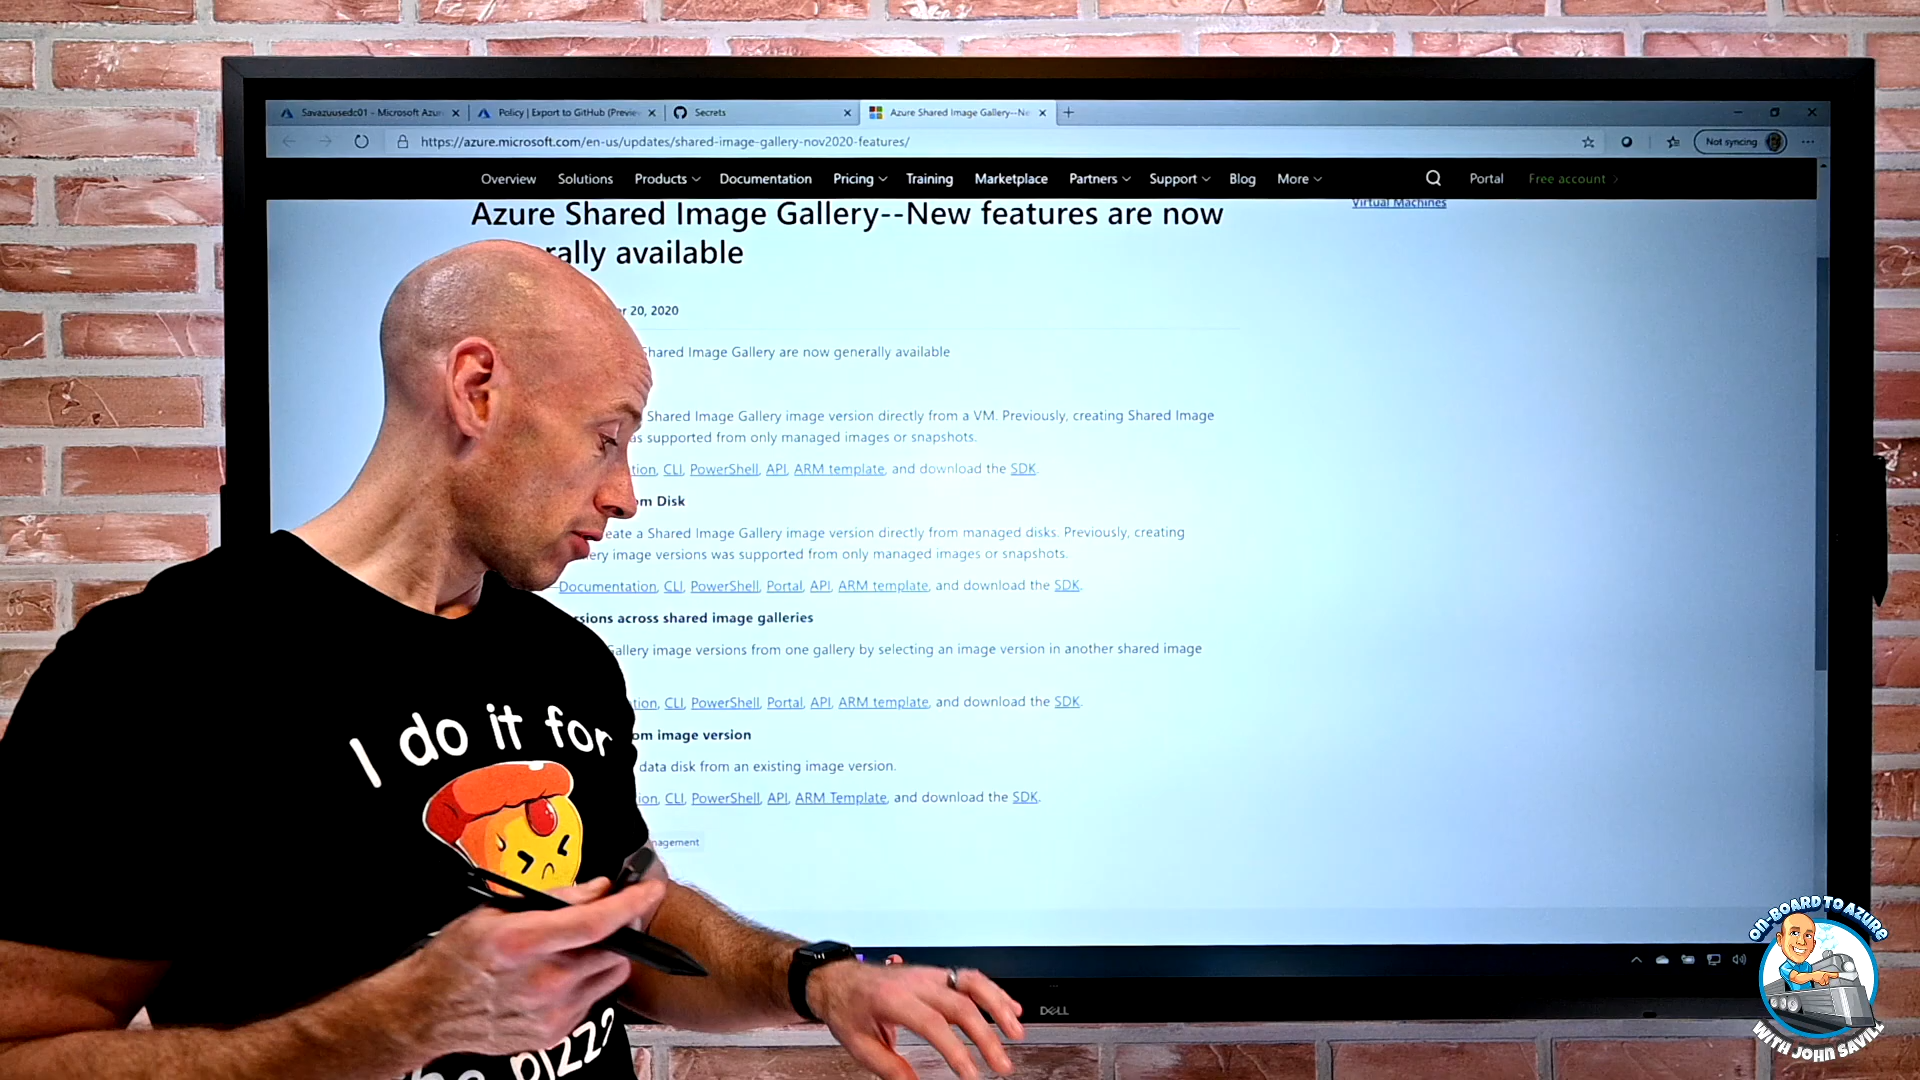 Savazuusedc01 - Microsoft Azur
Policy | Export to GitHub (Preview
Secrets
Azure Shared Image Gallery--Ne
https://azure.microsoft.com/en-us/updates/shared-image-gallery-nov2020-features/
Not syncing
Overview Solutions Products Documentation Pricing Training Marketplace Partners Support Blog More Portal Free account
Azure Shared Image Gallery--New features are now
rally available
Virtual Machines
r 20, 2020
Shared Image Gallery are now generally available
Shared Image Gallery image version directly from a VM. Previously, creating Shared Image
as supported from only managed images or snapshots.
tion, CLI, PowerShell, API, ARM template, and download the SDK.
om Disk
eate a Shared Image Gallery image version directly from managed disks. Previously, creating
ery image versions was supported from only managed images or snapshots.
Documentation, CLI, PowerShell, Portal, API, ARM template, and download the SDK.
rsions across shared image galleries
Gallery image versions from one gallery by selecting an image version in another shared image
tion, CLI, PowerShell, Portal, API, ARM template, and download the SDK.
om image version
data disk from an existing image version.
ion, CLI, PowerShell, API, ARM Template, and download the SDK.
nagement
I do it for
the pizza
DELL
ON-BOARD TO AZURE
WITH JOHN SAVILL